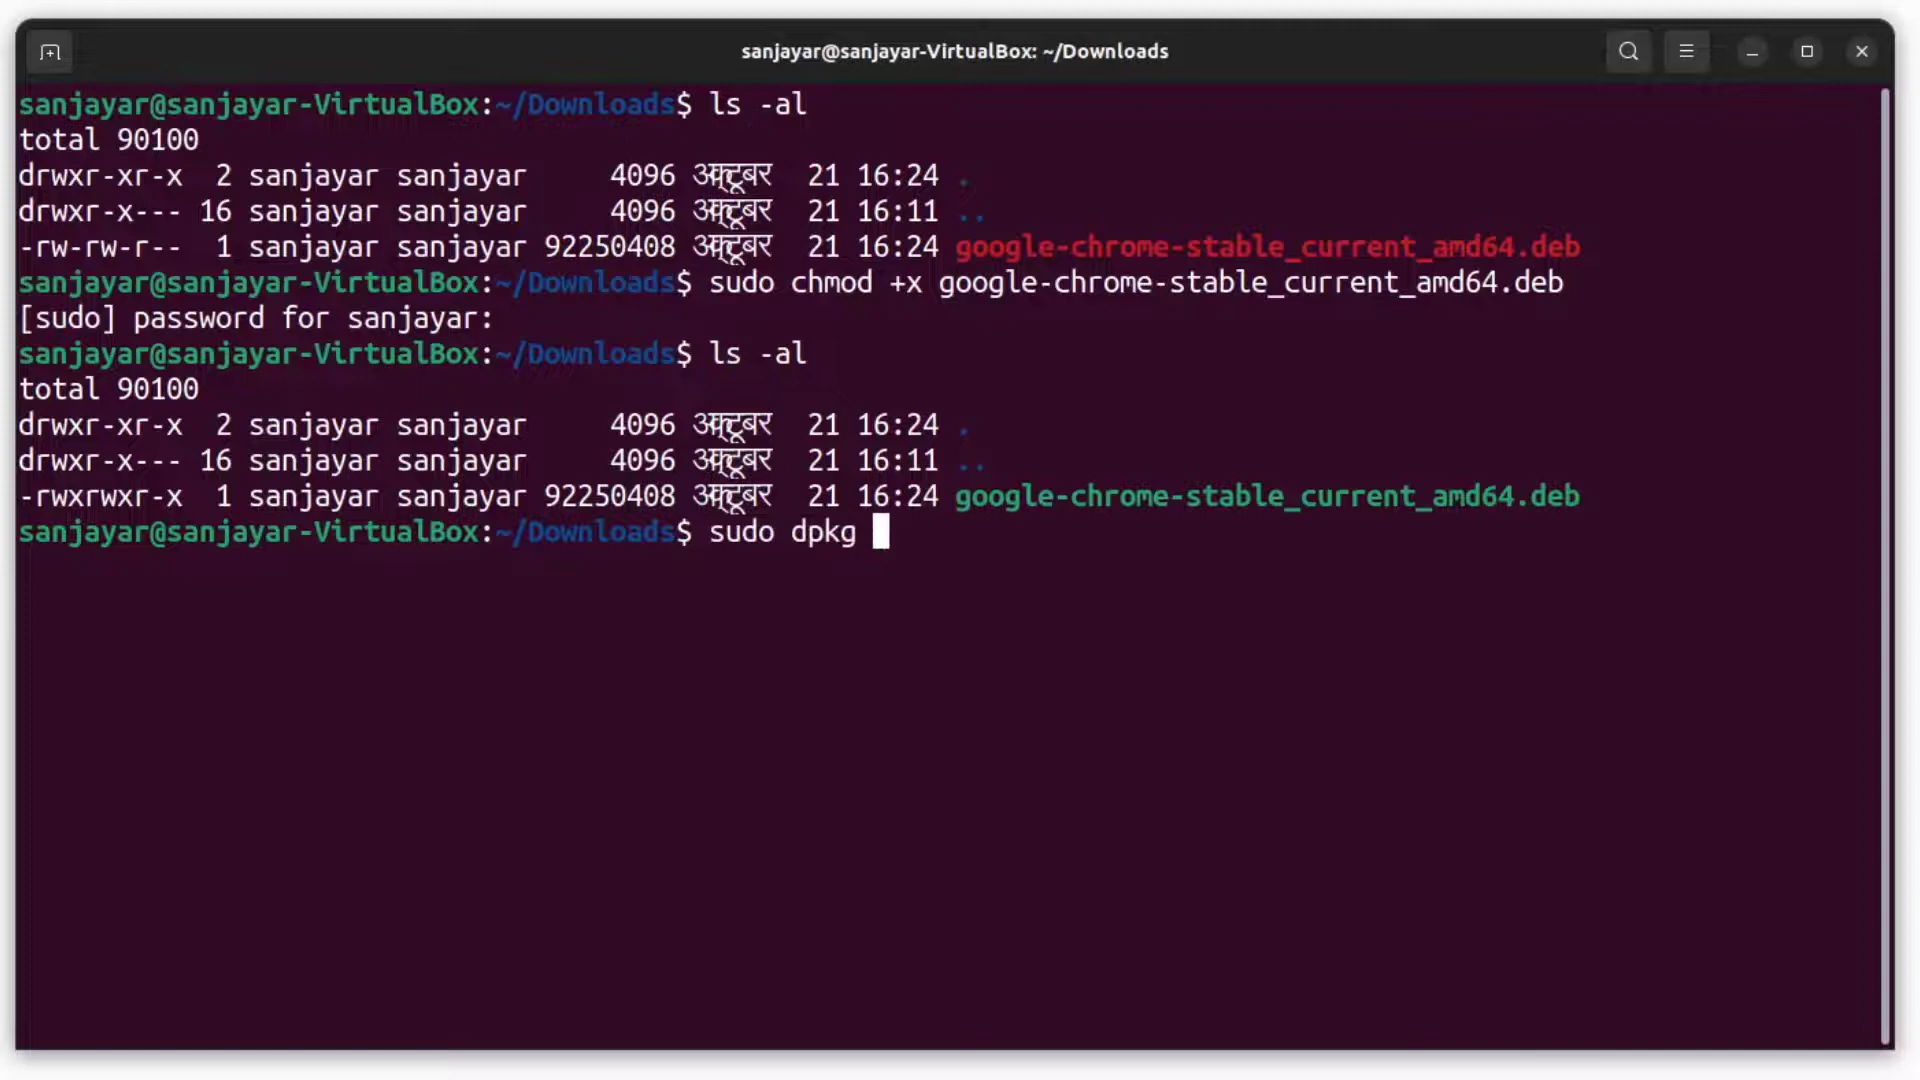 sanjayar@sanjayar-VirtualBox: ~/Downloads
sanjayar@sanjayar-VirtualBox:~/Downloads$ ls -al
total 90100
drwxr-xr-x  2 sanjayar sanjayar     4096 अक्टूबर  21 16:24 .
drwxr-x--- 16 sanjayar sanjayar     4096 अक्टूबर  21 16:11 ..
-rw-rw-r--  1 sanjayar sanjayar 92250408 अक्टूबर  21 16:24 google-chrome-stable_current_amd64.deb
sanjayar@sanjayar-VirtualBox:~/Downloads$ sudo chmod +x google-chrome-stable_current_amd64.deb
[sudo] password for sanjayar:
sanjayar@sanjayar-VirtualBox:~/Downloads$ ls -al
total 90100
drwxr-xr-x  2 sanjayar sanjayar     4096 अक्टूबर  21 16:24 .
drwxr-x--- 16 sanjayar sanjayar     4096 अक्टूबर  21 16:11 ..
-rwxrwxr-x  1 sanjayar sanjayar 92250408 अक्टूबर  21 16:24 google-chrome-stable_current_amd64.deb
sanjayar@sanjayar-VirtualBox:~/Downloads$ sudo dpkg